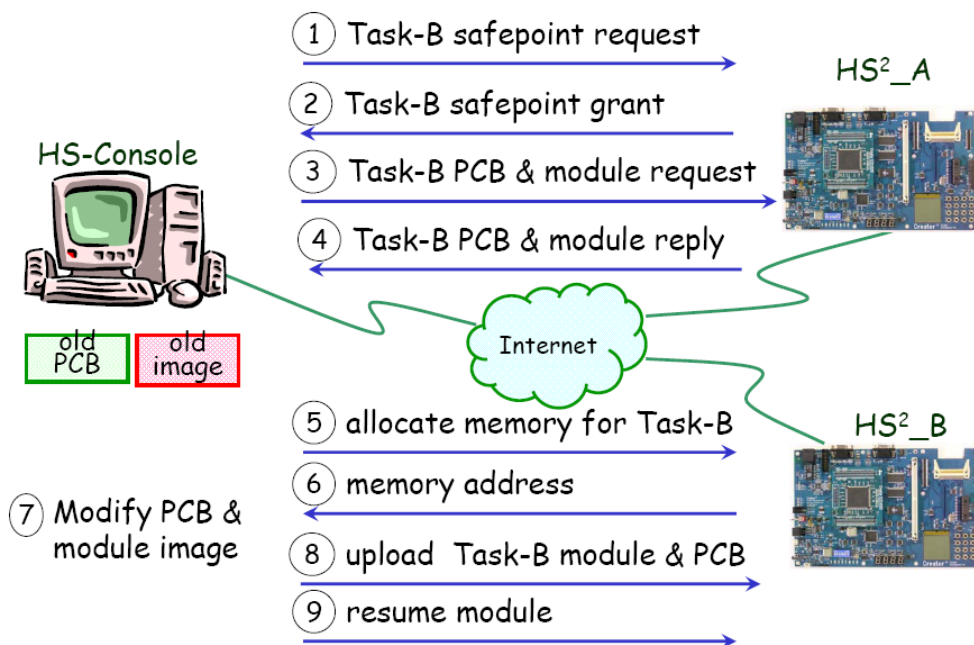 1 Task-B safepoint request
HS²_A
2 Task-B safepoint grant
HS-Console
3 Task-B PCB & module request
4 Task-B PCB & module reply
Creator
old
PCB
old
image
Internet
5 allocate memory for Task-B
HS²_B
6 memory address
7 Modify PCB &
module image
8 upload Task-B module & PCB
9 resume module
Creator